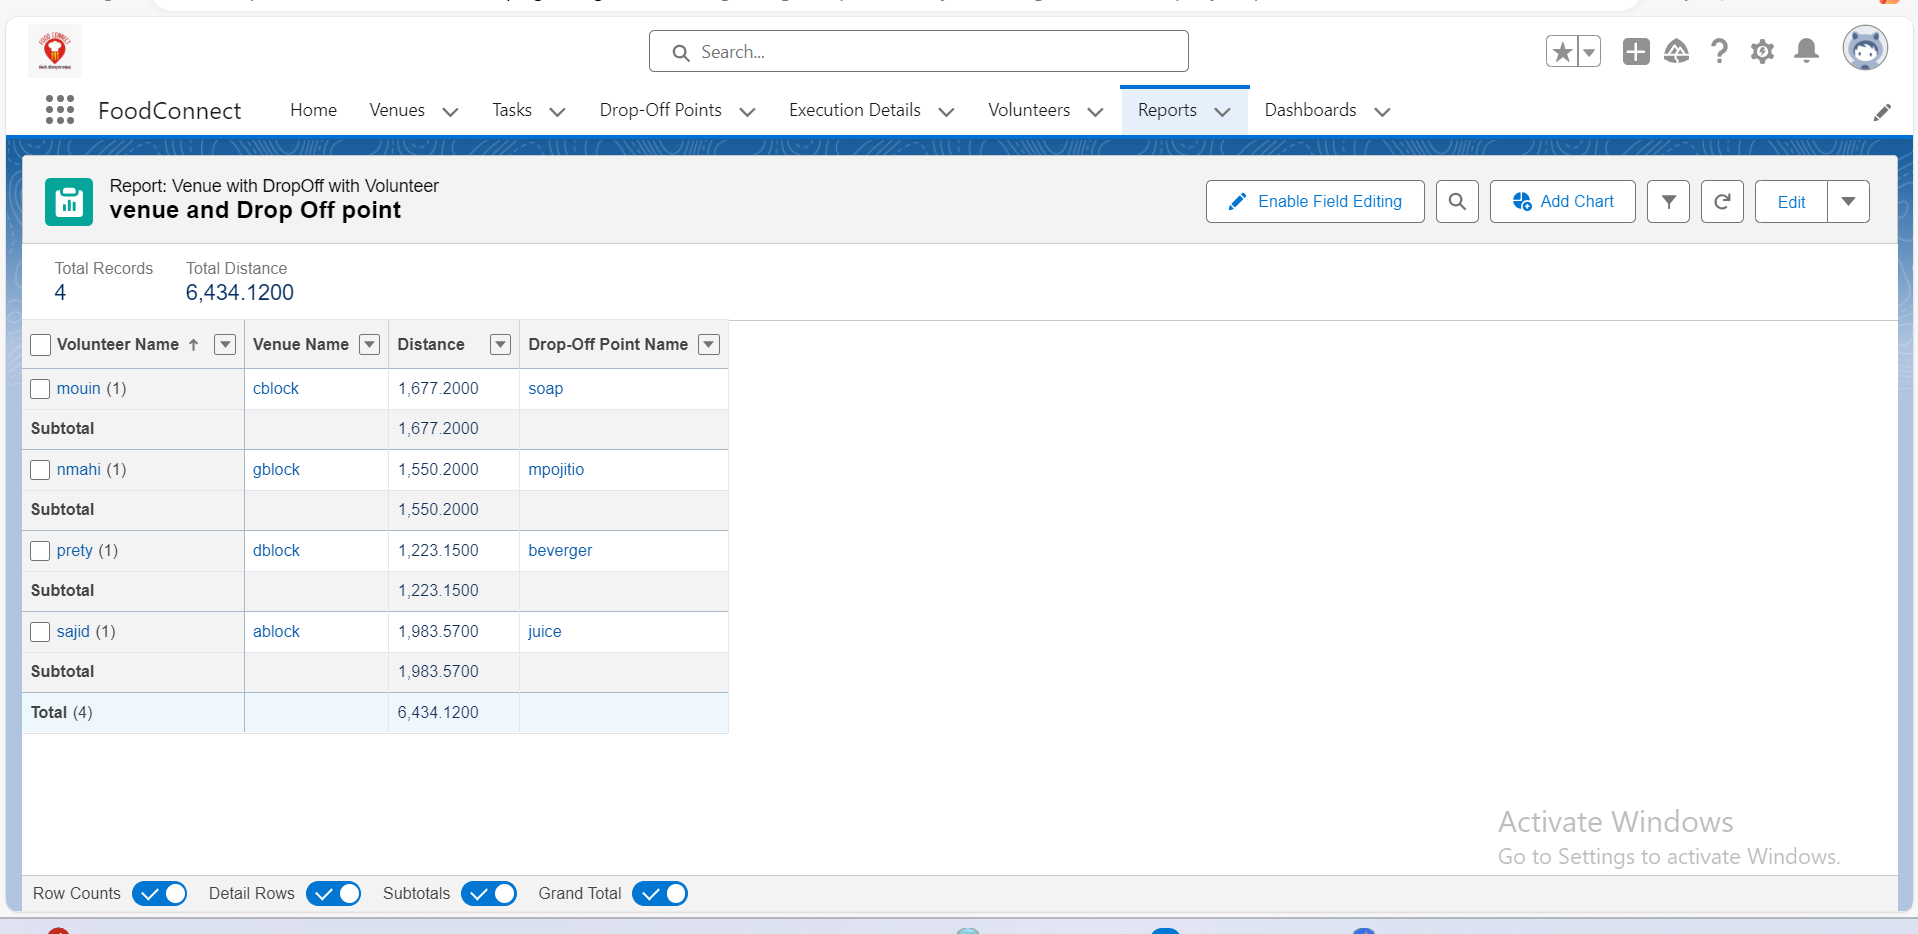 FOOD CONNECT
Search...
FoodConnect
Home
Venues
Tasks
Drop-Off Points
Execution Details
Volunteers
Reports
Dashboards
Report: Venue with DropOff with Volunteer
venue and Drop Off point
Enable Field Editing
Add Chart
Edit
Total Records
Total Distance
4
6,434.1200
Volunteer Name ↑ Venue Name Distance Drop-Off Point Name
mouin (1) cblock 1,677.2000 soap
Subtotal 1,677.2000
nmahi (1) gblock 1,550.2000 mpojitio
Subtotal 1,550.2000
prety (1) dblock 1,223.1500 beverger
Subtotal 1,223.1500
sajid (1) ablock 1,983.5700 juice
Subtotal 1,983.5700
Total (4) 6,434.1200
Activate Windows
Go to Settings to activate Windows.
Row Counts Detail Rows Subtotals Grand Total